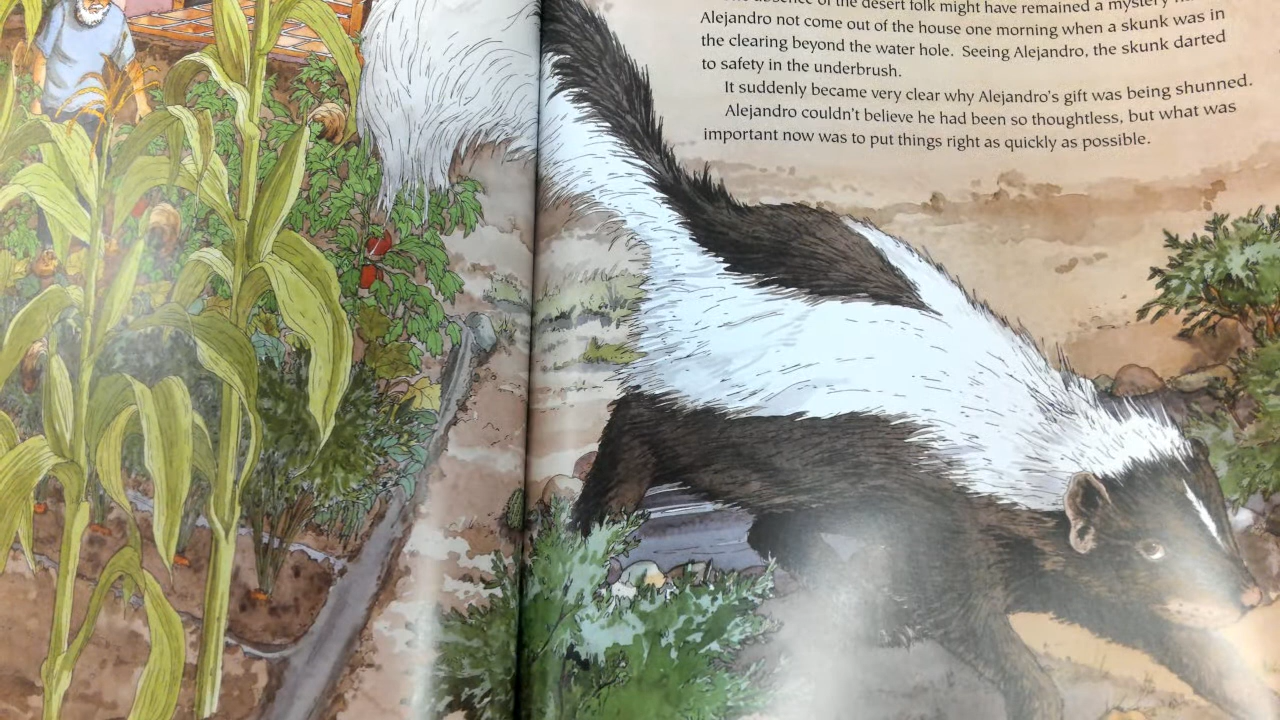 absence of the desert folk might have remained a mystery
Alejandro not come out of the house one morning when a skunk was in
the clearing beyond the water hole. Seeing Alejandro, the skunk darted
to safety in the underbrush.
It suddenly became very clear why Alejandro's gift was being shunned.
Alejandro couldn't believe he had been so thoughtless, but what was
important now was to put things right as quickly as possible.